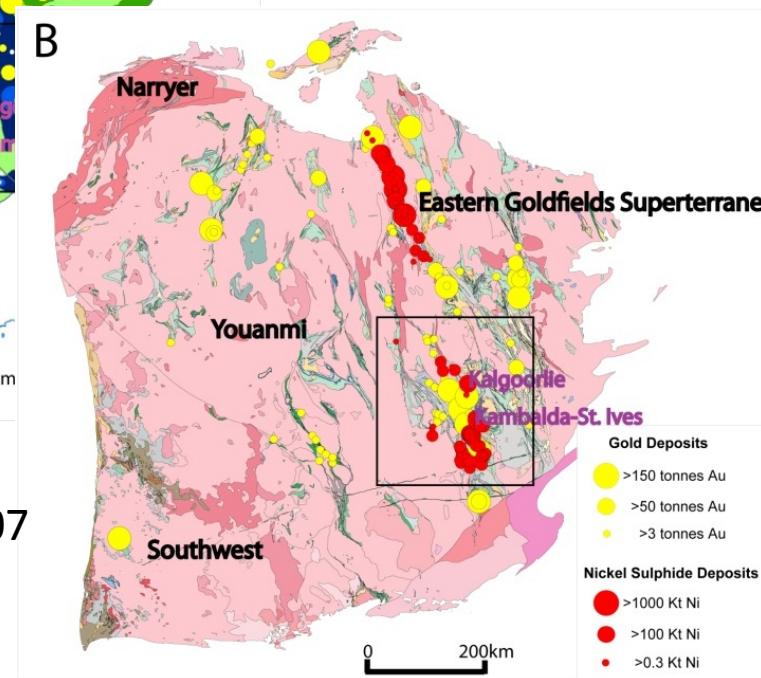 B
Narryer
Eastern Goldfields Superterrane
Youanmi
Kalgoorlie
Kambalda-St. Ives
Southwest
07
m
Gold Deposits
>150 tonnes Au
>50 tonnes Au
>3 tonnes Au
Nickel Sulphide Deposits
>1000 Kt Ni
>100 Kt Ni
>0.3 Kt Ni
0 200km